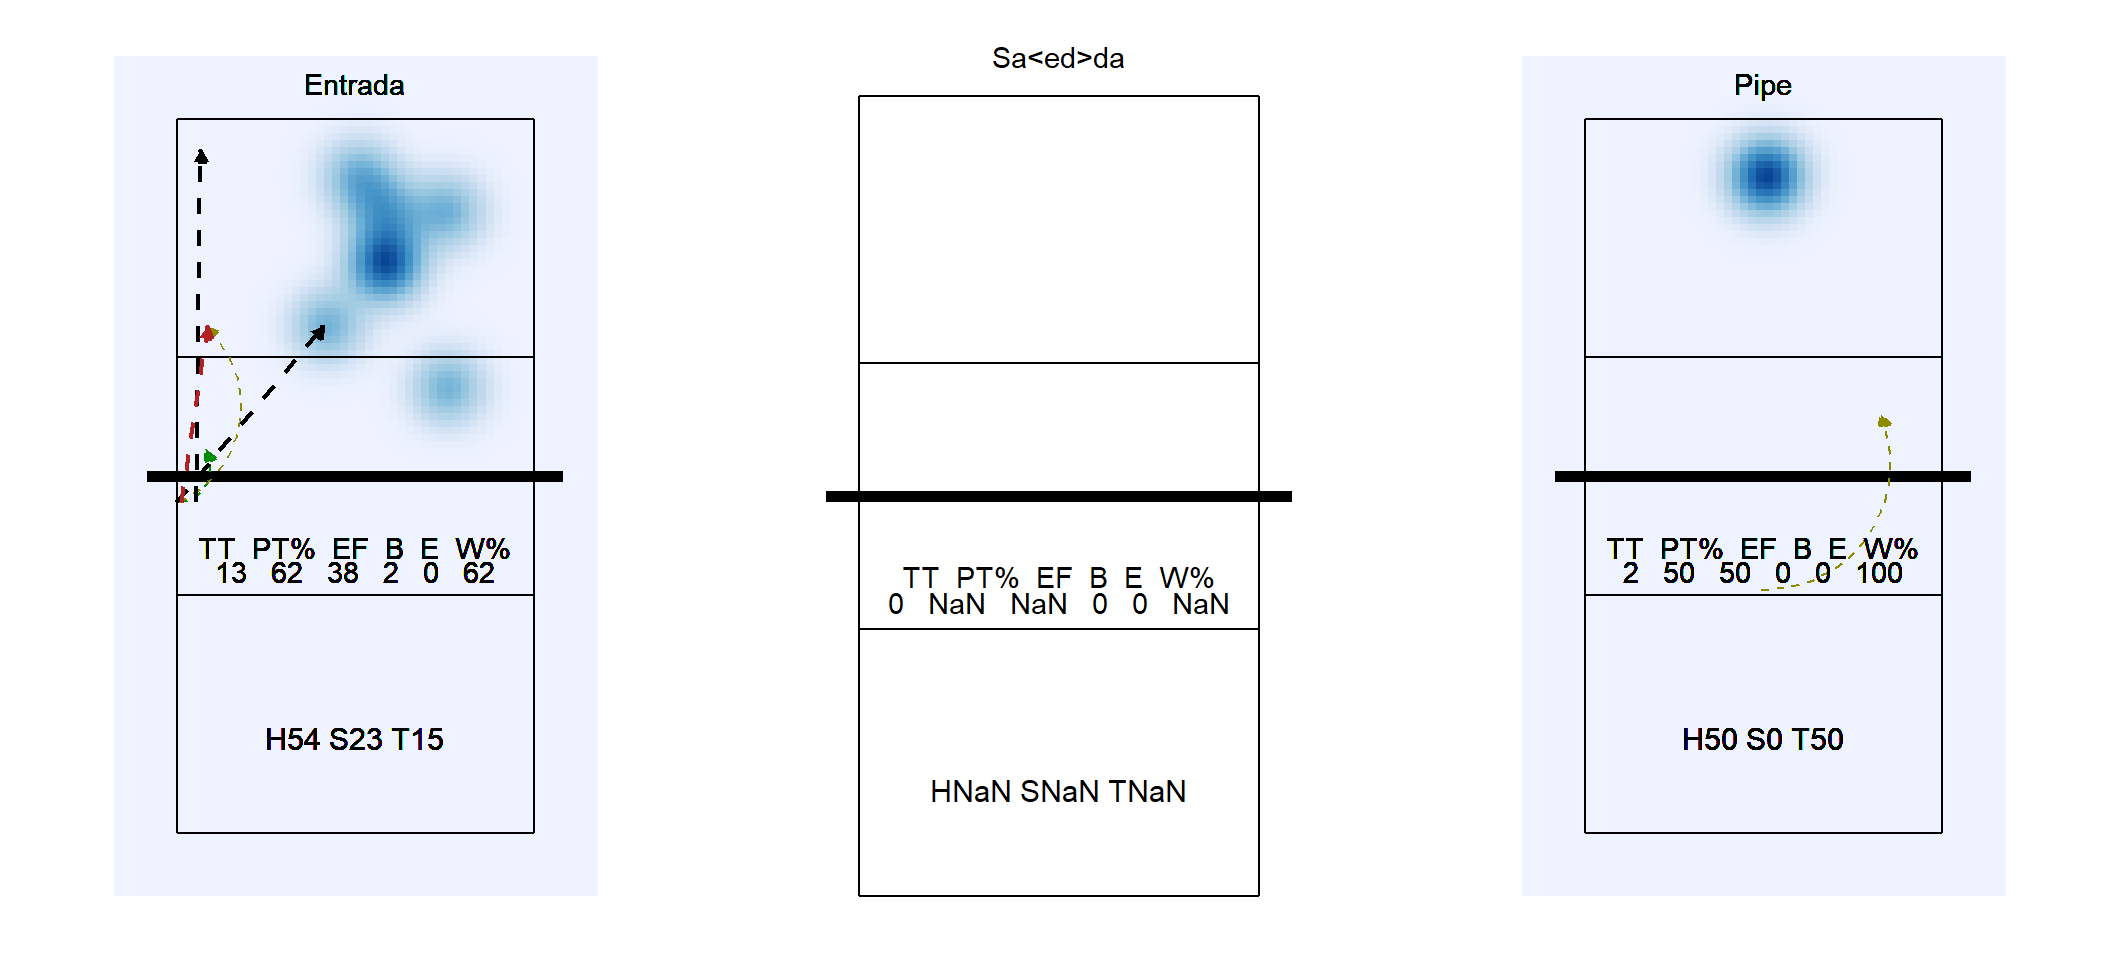 Entrada
TT PT% EF B E W%
13 62 38 2 0 62
H54 S23 T15
Sa<ed>da
TT PT% EF B E W%
0 NaN NaN 0 0 NaN
HNaN SNaN TNaN
Pipe
TT PT% EF B E W%
2 50 50 0 0 100
H50 S0 T50